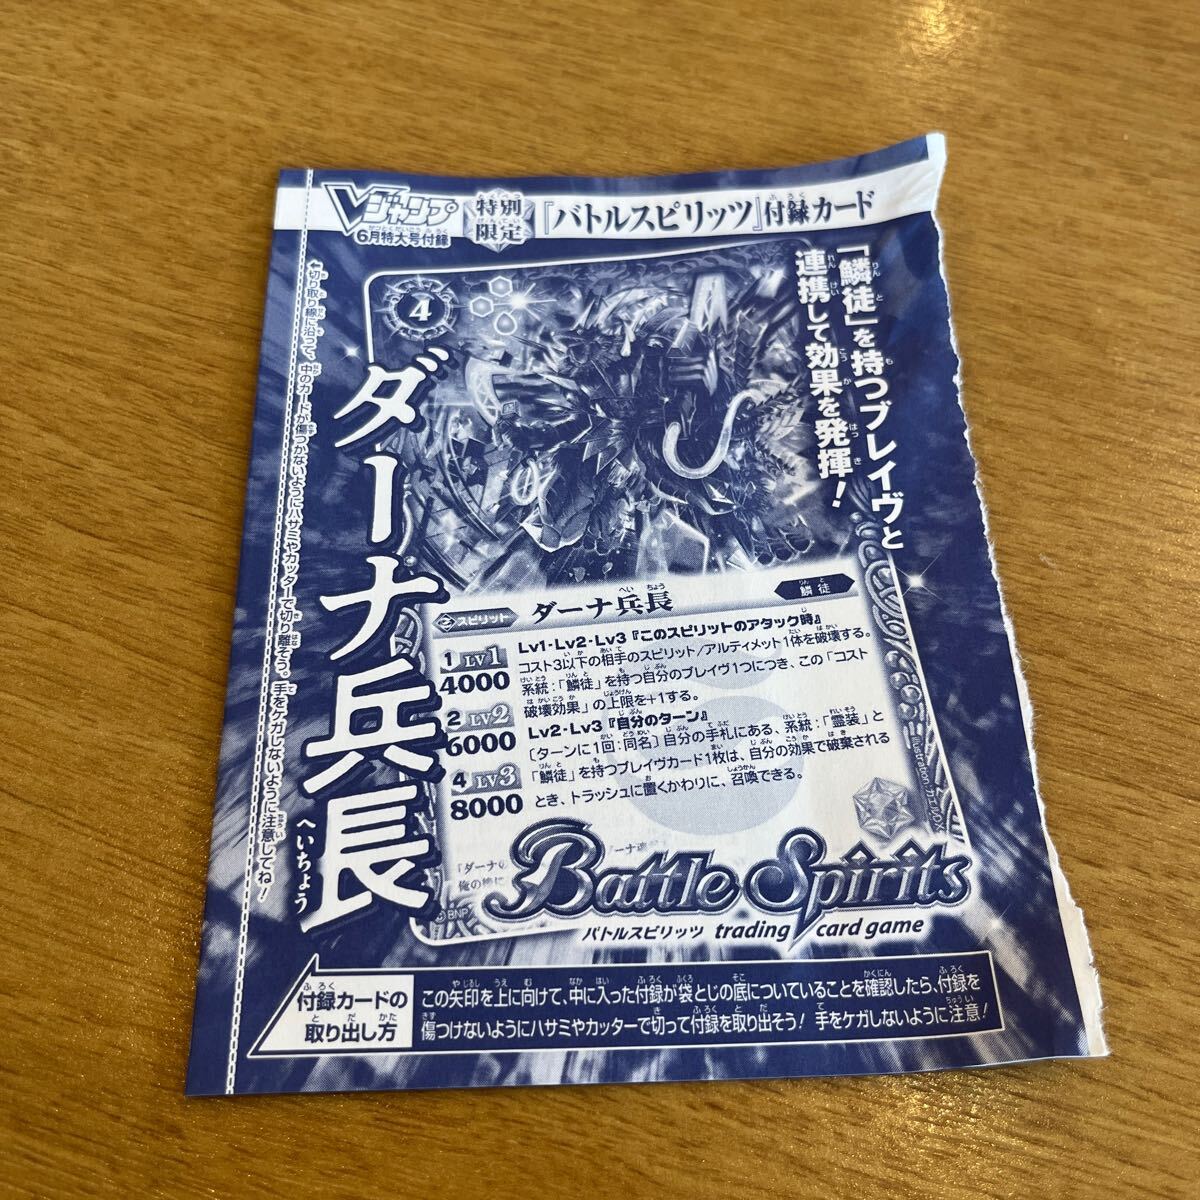 Vジャンプ
6月特大号付録
特別
限定
『バトルスピリッツ』付録カード
「鱗徒」を持つブレイヴと
連携して効果を発揮!
↑切り取り線に沿って、中のカードが傷つかないようにハサミやカッターで切り離そう。手をケガしないように注意してね!
4
ダーナ兵長
へいちょう
スピリット
ダーナ兵長
鱗徒
1 LV1
4000
2 LV2
6000
4 LV3
8000
Lv1・Lv2・Lv3『このスピリットのアタック時』
コスト3以下の相手のスピリット/アルティメット1体を破壊する。
系統:「鱗徒」を持つ自分のブレイヴ1つにつき、この「コスト
破壊効果」の上限を+1する。
Lv2・Lv3『自分のターン』
[ターンに1回:同名]自分の手札にある、系統:「霊装」と
「鱗徒」を持つブレイヴカード1枚は、自分の効果で破棄される
とき、トラッシュに置くかわりに、召喚できる。
「ダーナの
俺の
©BNP
Battle Spirits
バトルスピリッツ trading card game
付録カードの
取り出し方
この矢印を上に向けて、中に入った付録が袋とじの底についていることを確認したら、付録を
傷つけないようにハサミやカッターで切って付録を取り出そう!手をケガしないように注意!